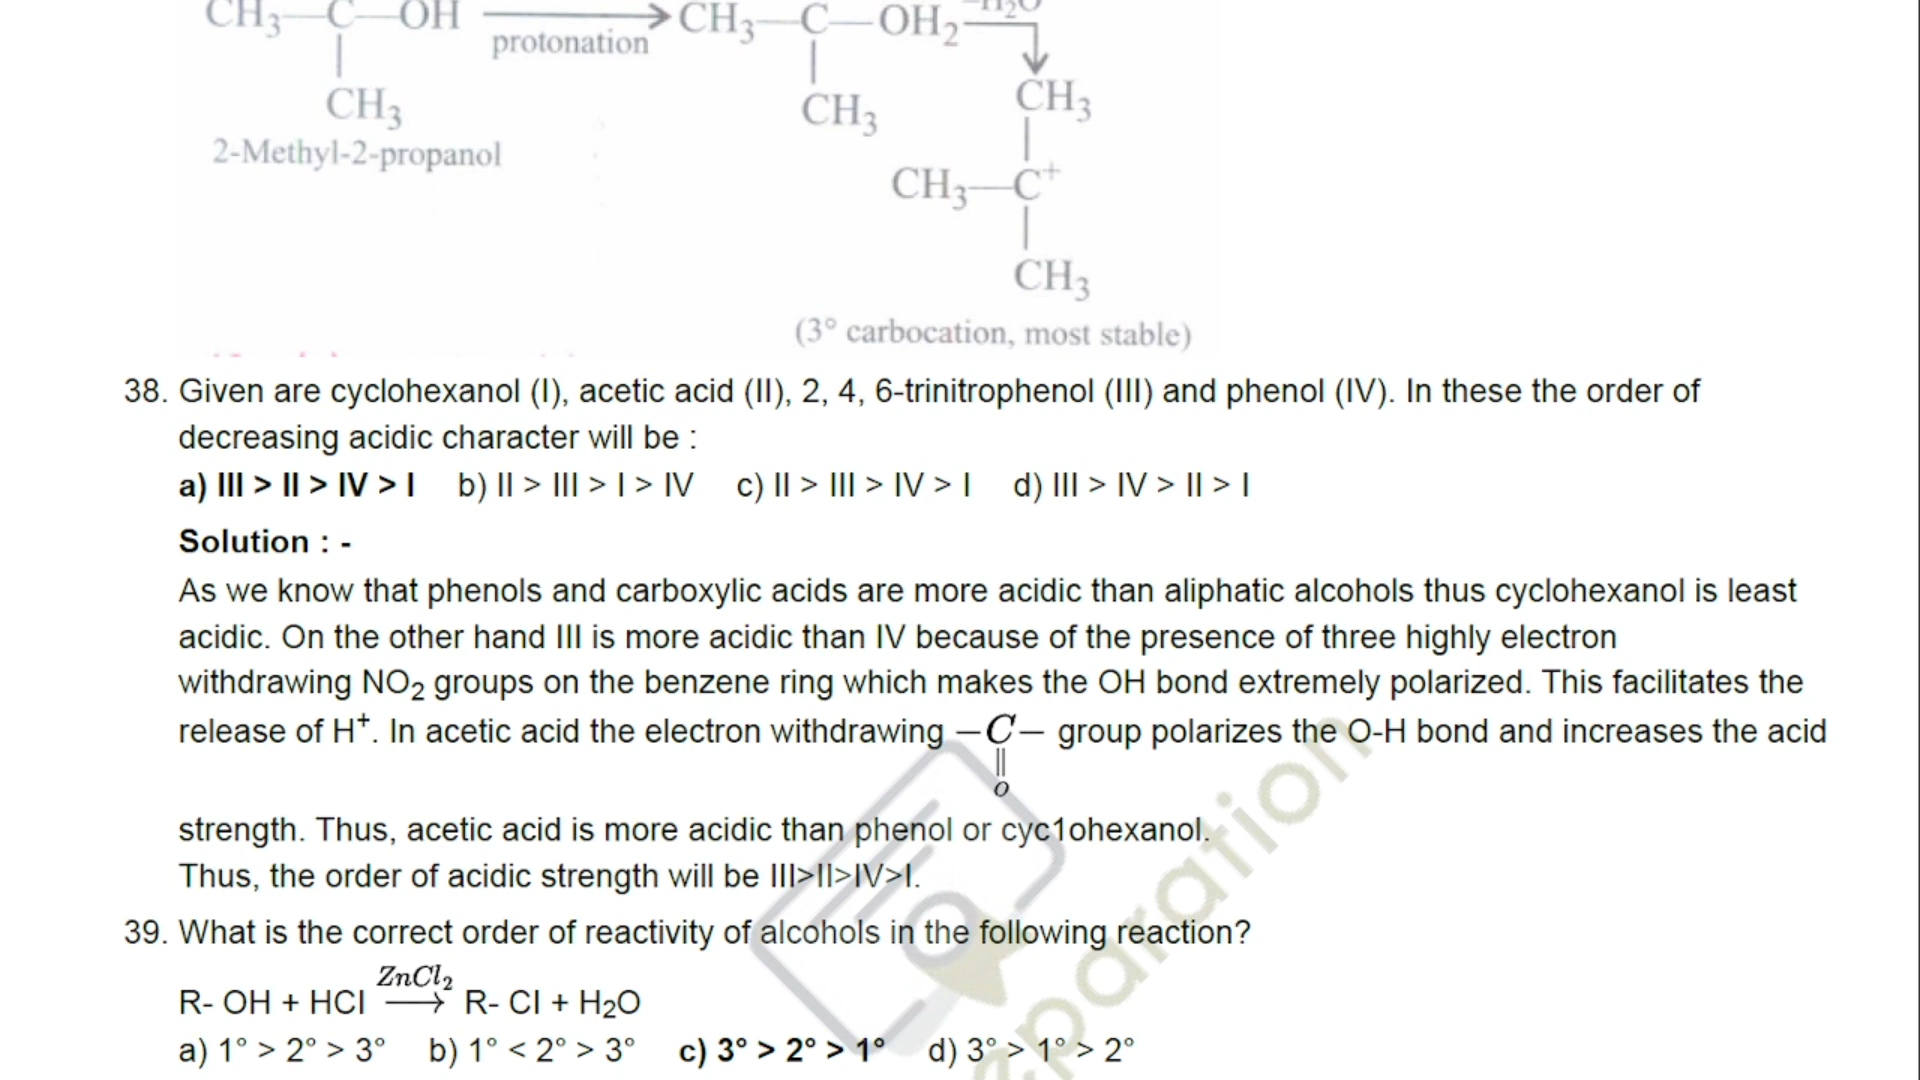 CH3—C—OH protonation CH3—C—OH2 –H2O
CH3 CH3 CH3
2-Methyl-2-propanol
CH3—C+
CH3
(3° carbocation, most stable)
38. Given are cyclohexanol (I), acetic acid (II), 2, 4, 6-trinitrophenol (III) and phenol (IV). In these the order of
decreasing acidic character will be :
a) III > II > IV > I b) II > III > I > IV c) II > III > IV > I d) III > IV > II > I
Solution : -
As we know that phenols and carboxylic acids are more acidic than aliphatic alcohols thus cyclohexanol is least
acidic. On the other hand III is more acidic than IV because of the presence of three highly electron
withdrawing NO2 groups on the benzene ring which makes the OH bond extremely polarized. This facilitates the
release of H+. In acetic acid the electron withdrawing –C– group polarizes the O-H bond and increases the acid
||
O
strength. Thus, acetic acid is more acidic than phenol or cyc1ohexanol.
Thus, the order of acidic strength will be III>II>IV>I.
39. What is the correct order of reactivity of alcohols in the following reaction?
R- OH + HCl ZnCl2 → R- Cl + H2O
a) 1° > 2° > 3° b) 1° < 2° > 3° c) 3° > 2° > 1° d) 3° > 1° > 2°